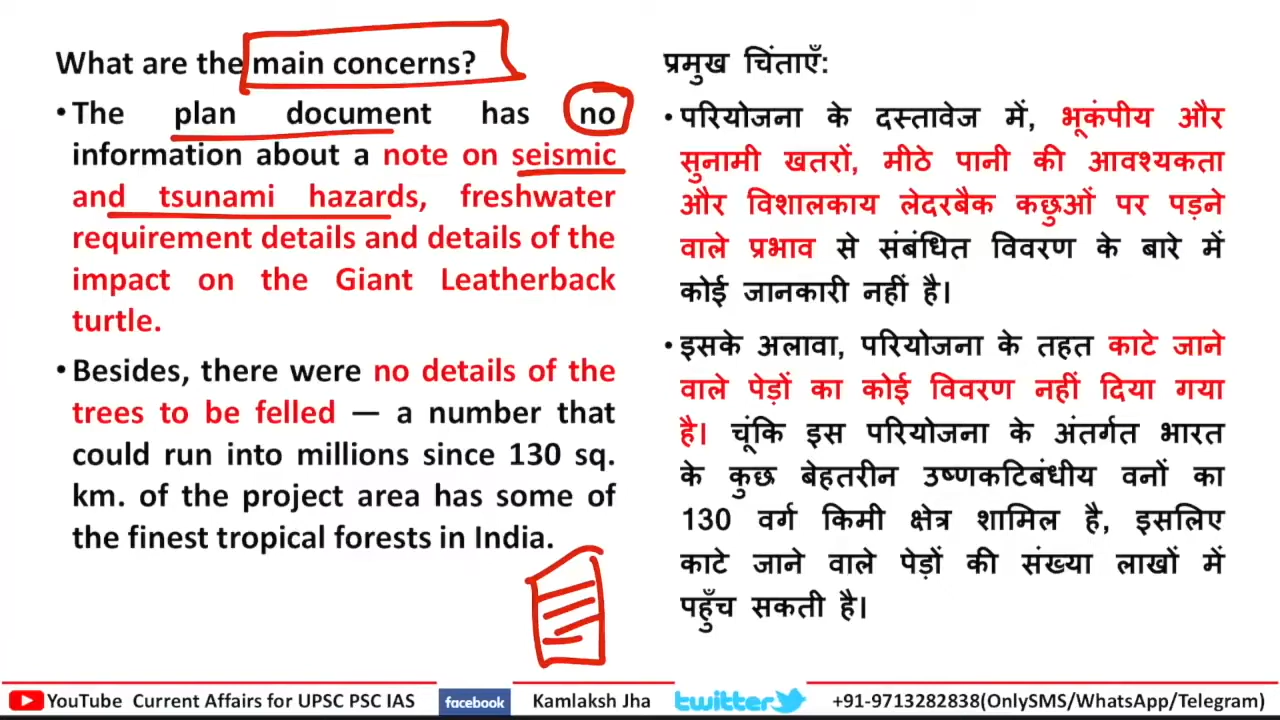 What are the main concerns?
• The plan document has no
information about a note on seismic
and tsunami hazards, freshwater
requirement details and details of the
impact on the Giant Leatherback
turtle.
• Besides, there were no details of the
trees to be felled — a number that
could run into millions since 130 sq.
km. of the project area has some of
the finest tropical forests in India.
प्रमुख चिंताएँ:
• परियोजना के दस्तावेज में, भूकंपीय और
सुनामी खतरों, मीठे पानी की आवश्यकता
और विशालकाय लेदरबैक कछुओं पर पड़ने
वाले प्रभाव से संबंधित विवरण के बारे में
कोई जानकारी नहीं है।
• इसके अलावा, परियोजना के तहत काटे जाने
वाले पेड़ों का कोई विवरण नहीं दिया गया
है। चूंकि इस परियोजना के अंतर्गत भारत
के कुछ बेहतरीन उष्णकटिबंधीय वनों का
130 वर्ग किमी क्षेत्र शामिल है, इसलिए
काटे जाने वाले पेड़ों की संख्या लाखों में
पहुँच सकती है।
YouTube Current Affairs for UPSC PSC IAS facebook Kamlaksh Jha twitter +91-9713282838(OnlySMS/WhatsApp/Telegram)